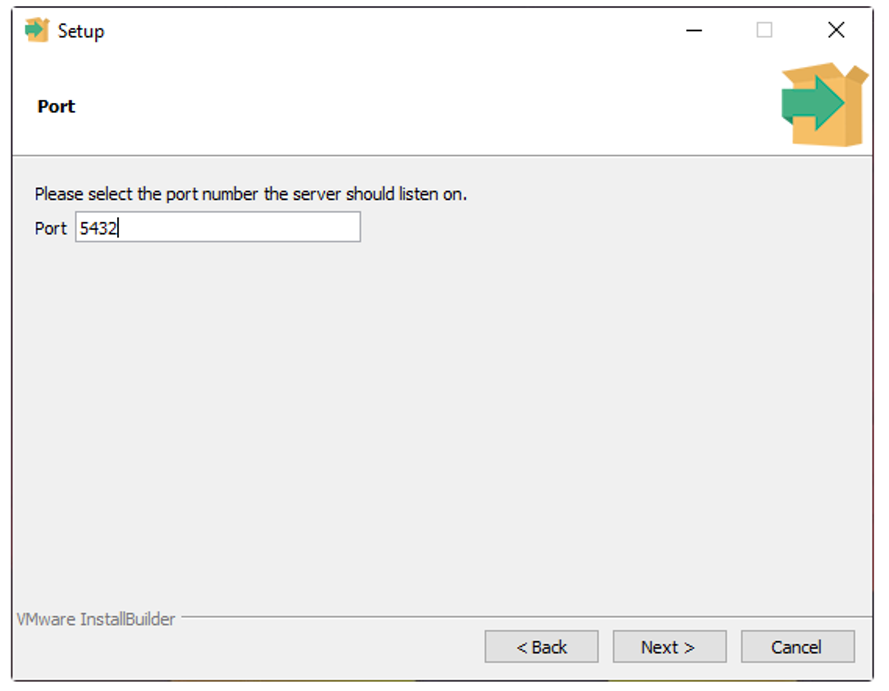 Setup
Port
Please select the port number the server should listen on.
Port 5432
VMware InstallBuilder
< Back Next > Cancel